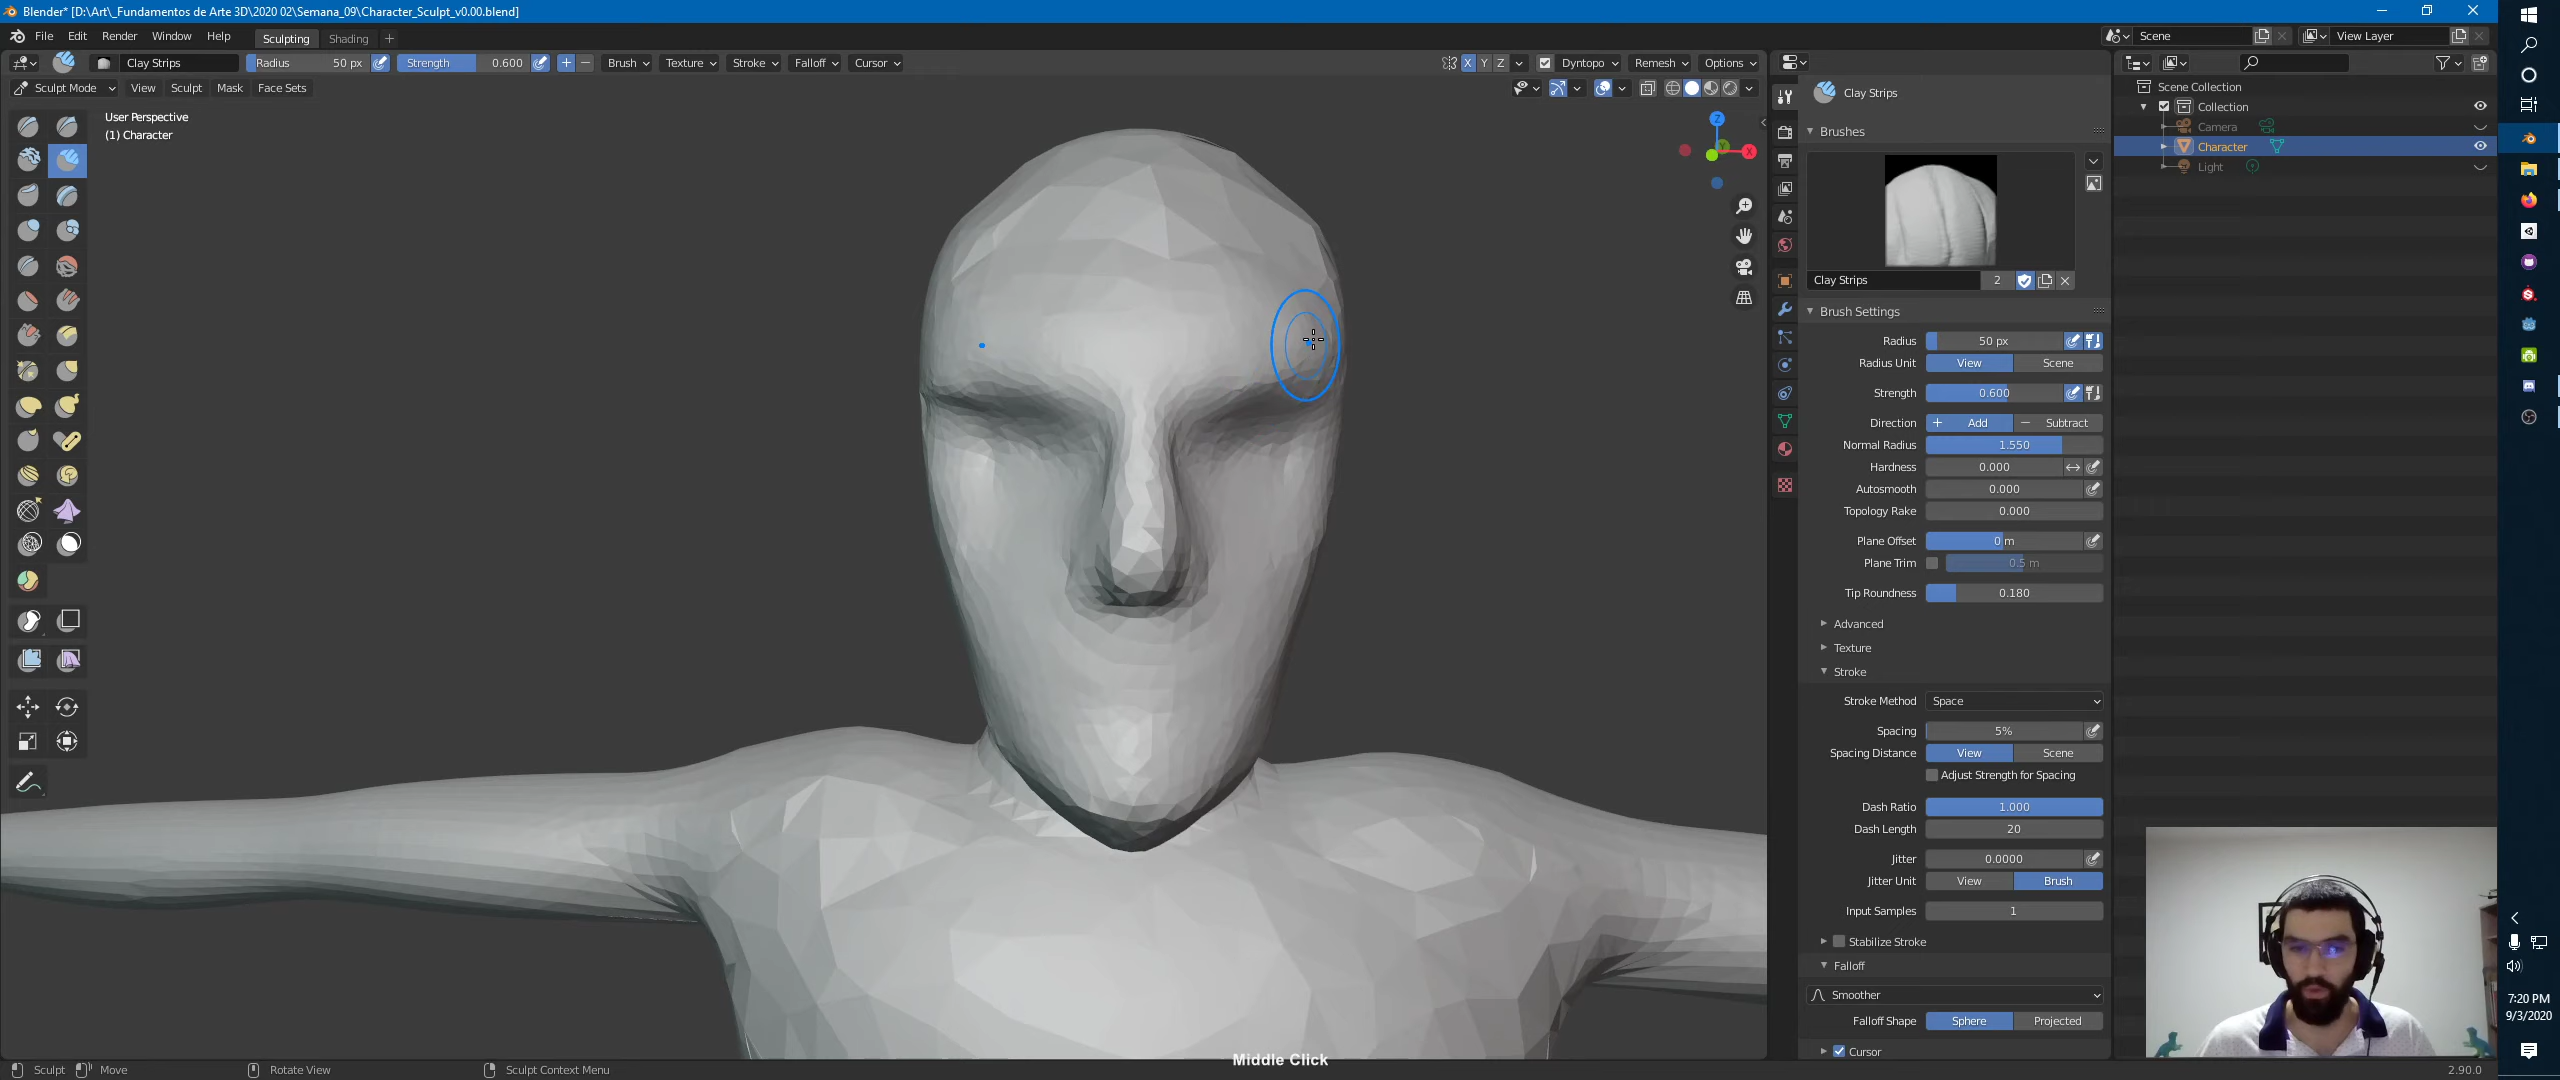 Blender* [D:\Art\_Fundamentos de Arte 3D\2020 02\Semana_09\Character_Sculpt_v0.00.blend]
File Edit Render Window Help Sculpting Shading + Scene View Layer
Clay Strips Radius 50 px Strength 0.600 Brush Texture Stroke Falloff Cursor X Y Z Dyntopo Remesh Options
Sculpt Mode View Sculpt Mask Face Sets
User Perspective
(1) Character
Z
X
Y
Clay Strips
Brushes
Clay Strips 2
Brush Settings
Radius 50 px
Radius Unit View Scene
Strength 0.600
Direction + Add − Subtract
Normal Radius 1.550
Hardness 0.000
Autosmooth 0.000
Topology Rake 0.000
Plane Offset 0 m
Plane Trim 0.5 m
Tip Roundness 0.180
Advanced
Texture
Stroke
Stroke Method Space
Spacing 5%
Spacing Distance View Scene
Adjust Strength for Spacing
Dash Ratio 1.000
Dash Length 20
Jitter 0.0000
Jitter Unit View Brush
Input Samples 1
Stabilize Stroke
Falloff
Smoother
Falloff Shape Sphere Projected
Cursor
Scene Collection
Collection
Camera
Character
Light
7:20 PM
9/3/2020
Middle Click
Sculpt Move Rotate View Sculpt Context Menu 2.90.0